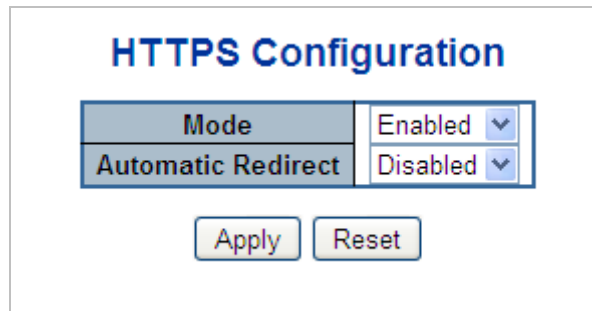 HTTPS Configuration
Mode Enabled
Automatic Redirect Disabled
Apply Reset